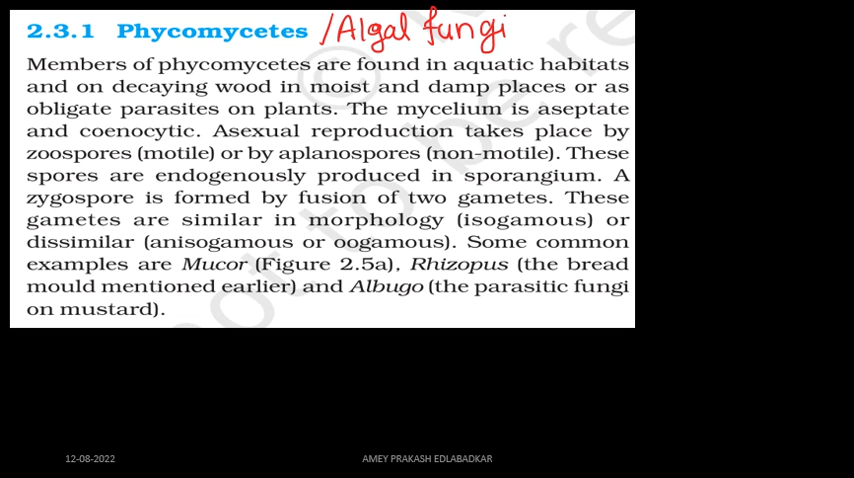 2.3.1 Phycomycetes /Algal fungi
Members of phycomycetes are found in aquatic habitats
and on decaying wood in moist and damp places or as
obligate parasites on plants. The mycelium is aseptate
and coenocytic. Asexual reproduction takes place by
zoospores (motile) or by aplanospores (non-motile). These
spores are endogenously produced in sporangium. A
zygospore is formed by fusion of two gametes. These
gametes are similar in morphology (isogamous) or
dissimilar (anisogamous or oogamous). Some common
examples are Mucor (Figure 2.5a), Rhizopus (the bread
mould mentioned earlier) and Albugo (the parasitic fungi
on mustard).
12-08-2022 AMEY PRAKASH EDLABADKAR